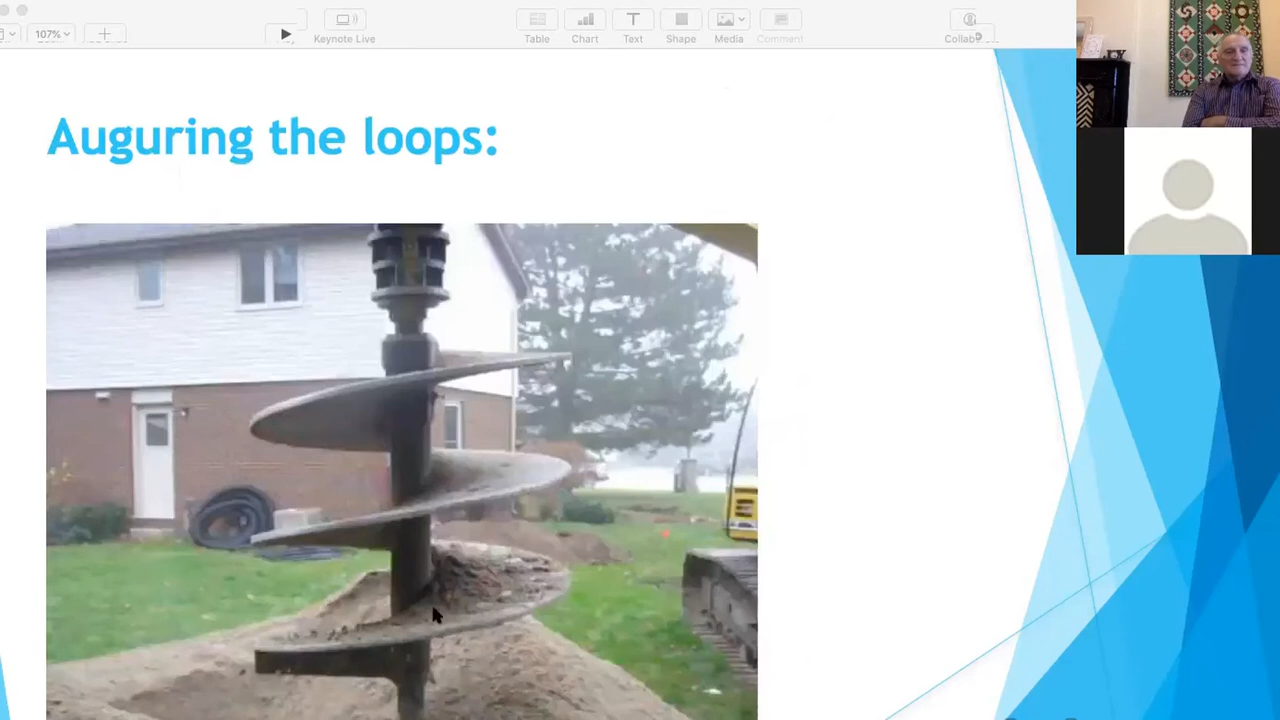 107%
Keynote Live
Table
Chart
Text
Shape
Media
Comment
Auguring the loops: